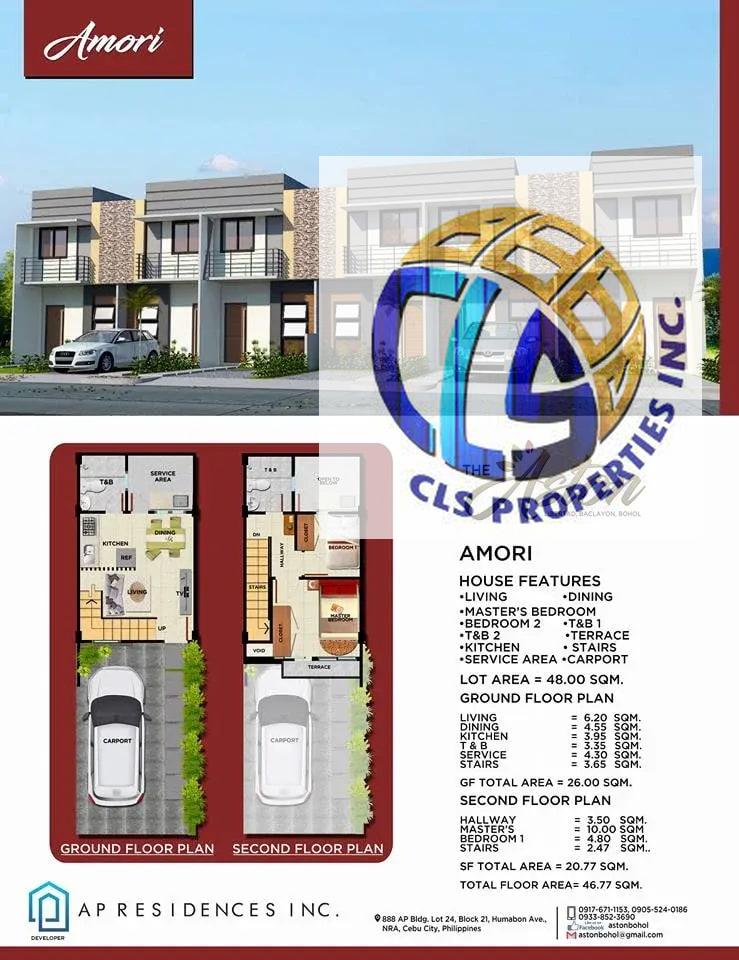 Amori
CLS
CLS PROPERTIES INC.
THE
Aston
BACLAYON, BOHOL
T&B
SERVICE
AREA
KITCHEN
DINING
REF
LIVING
TV
UP
CARPORT
GROUND FLOOR PLAN
T & B
OPEN TO
BELOW
DN
HALLWAY
CLOSET
BEDROOM 1
STAIRS
MASTER
BEDROOM
CLOSET
VOID
TERRACE
CARPORT
SECOND FLOOR PLAN
AMORI
HOUSE FEATURES
•LIVING •DINING
•MASTER'S BEDROOM
•BEDROOM 2 •T&B 1
•T&B 2 •TERRACE
•KITCHEN • STAIRS
•SERVICE AREA •CARPORT
LOT AREA = 48.00 SQM.
GROUND FLOOR PLAN
LIVING = 6.20 SQM.
DINING = 4.55 SQM.
KITCHEN = 3.95 SQM.
T & B = 3.35 SQM.
SERVICE = 4.30 SQM.
STAIRS = 3.65 SQM.
GF TOTAL AREA = 26.00 SQM.
SECOND FLOOR PLAN
HALLWAY = 3.50 SQM.
MASTER'S = 10.00 SQM
BEDROOM 1 = 4.80 SQM.
STAIRS = 2.47 SQM..
SF TOTAL AREA = 20.77 SQM.
TOTAL FLOOR AREA= 46.77 SQM.
DEVELOPER
AP RESIDENCES INC.
888 AP Bldg. Lot 24, Block 21, Humabon Ave.,
NRA, Cebu City, Philippines
0917-671-1153, 0905-524-0186
0933-852-3690
Facebook astonbohol
astonbohol@gmail.com